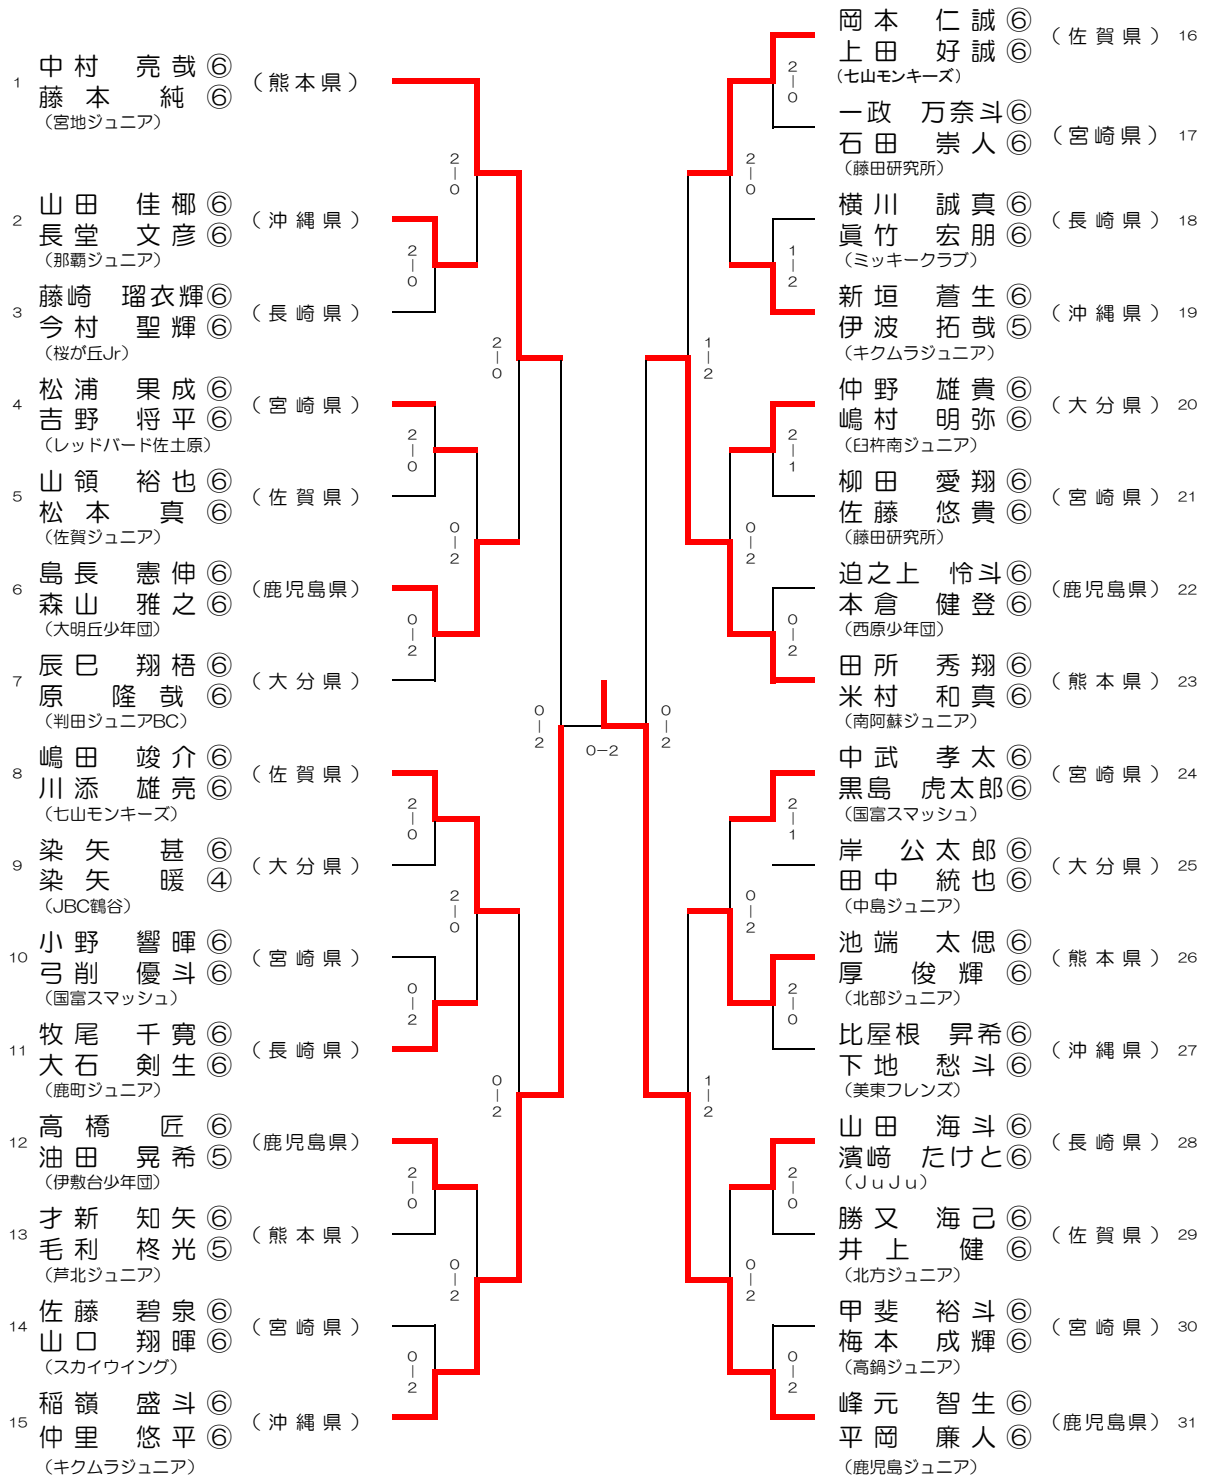 1 中村 亮哉⑥ (熊本県)
藤本 純⑥
(宮地ジュニア)
2 山田 佳椰⑥ (沖縄県)
長堂 文彦⑥
(那覇ジュニア)
3 藤崎 瑠衣輝⑥ (長崎県)
今村 聖輝⑥
(桜が丘Jr)
4 松浦 果成⑥ (宮崎県)
吉野 将平⑥
(レッドバード佐土原)
5 山領 裕也⑥ (佐賀県)
松本 真⑥
(佐賀ジュニア)
6 島長 憲伸⑥ (鹿児島県)
森山 雅之⑥
(大明丘少年団)
7 辰巳 翔梧⑥ (大分県)
原 隆哉⑥
(判田ジュニアBC)
8 嶋田 竣介⑥ (佐賀県)
川添 雄亮⑥
(七山モンキーズ)
9 染矢 甚⑥ (大分県)
染矢 暖④
(JBC鶴谷)
10 小野 響暉⑥ (宮崎県)
弓削 優斗⑥
(国富スマッシュ)
11 牧尾 千寛⑥ (長崎県)
大石 剣生⑥
(鹿町ジュニア)
12 高橋 匠⑥ (鹿児島県)
油田 晃希⑤
(伊敷台少年団)
13 才新 知矢⑥ (熊本県)
毛利 柊光⑤
(芦北ジュニア)
14 佐藤 碧泉⑥ (宮崎県)
山口 翔暉⑥
(スカイウイング)
15 稲嶺 盛斗⑥ (沖縄県)
仲里 悠平⑥
(キクムラジュニア)
2-0
2-0
2-0
2-0
0-2
0-2
0-2
2-0
2-0
0-2
0-2
2-0
0-2
0-2
0-2
0-2
2-0
2-0
1-2
1-2
2-1
0-2
0-2
2-1
0-2
2-0
1-2
2-0
0-2
0-2
岡本 仁誠⑥ (佐賀県) 16
上田 好誠⑥
(七山モンキーズ)
一政 万奈斗⑥ (宮崎県) 17
石田 崇人⑥
(藤田研究所)
横川 誠真⑥ (長崎県) 18
眞竹 宏朋⑥
(ミッキークラブ)
新垣 蒼生⑥ (沖縄県) 19
伊波 拓哉⑤
(キクムラジュニア)
仲野 雄貴⑥ (大分県) 20
嶋村 明弥⑥
(臼杵南ジュニア)
柳田 愛翔⑥ (宮崎県) 21
佐藤 悠貴⑥
(藤田研究所)
迫之上 怜斗⑥ (鹿児島県) 22
本倉 健登⑥
(西原少年団)
田所 秀翔⑥ (熊本県) 23
米村 和真⑥
(南阿蘇ジュニア)
中武 孝太⑥ (宮崎県) 24
黒島 虎太郎⑥
(国富スマッシュ)
岸 公太郎⑥ (大分県) 25
田中 統也⑥
(中島ジュニア)
池端 太偲⑥ (熊本県) 26
厚 俊輝⑥
(北部ジュニア)
比屋根 昇希⑥ (沖縄県) 27
下地 愁斗⑥
(美東フレンズ)
山田 海斗⑥ (長崎県) 28
濱﨑 たけと⑥
(JuJu)
勝又 海己⑥ (佐賀県) 29
井上 健⑥
(北方ジュニア)
甲斐 裕斗⑥ (宮崎県) 30
梅本 成輝⑥
(高鍋ジュニア)
峰元 智生⑥ (鹿児島県) 31
平岡 廉人⑥
(鹿児島ジュニア)